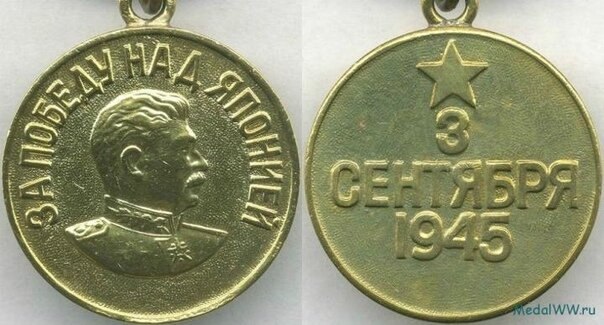 ЗА ПОБЕДУ НАД ЯПОНИЕЙ
3
СЕНТЯБРЯ
1945
MedalWW.ru